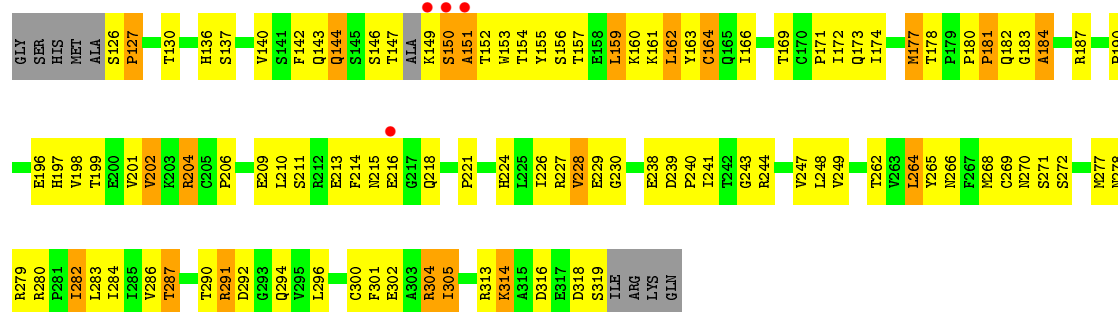 GLY SER HIS MET ALA S126 P127 T130 H136 S137 V140 S141 F142 Q143 Q144 S145 S146 T147 ALA K149 S150 A151 T152 W153 T154 Y155 S156 T157 E158 L159 K160 K161 L162 Y163 C164 Q165 I166 T169 C170 P171 I172 Q173 I174 M177 T178 P179 P180 P181 Q182 G183 A184 R187 P190
E196 H197 V198 T199 E200 V201 V202 K203 R204 C205 P206 E209 L210 S211 R212 E213 F214 N215 E216 G217 Q218 P221 H224 L225 I226 R227 V228 E229 G230 E238 D239 P240 I241 T242 G243 R244 V247 L248 V249 T262 V263 L264 Y265 N266 F267 M268 C269 N270 S271 S272 M277 N278
R279 R280 P281 I282 L283 I284 I285 V286 T287 T290 R291 D292 G293 Q294 V295 L296 C300 F301 E302 A303 R304 I305 R313 K314 A315 D316 E317 D318 S319 ILE ARG LYS GLN